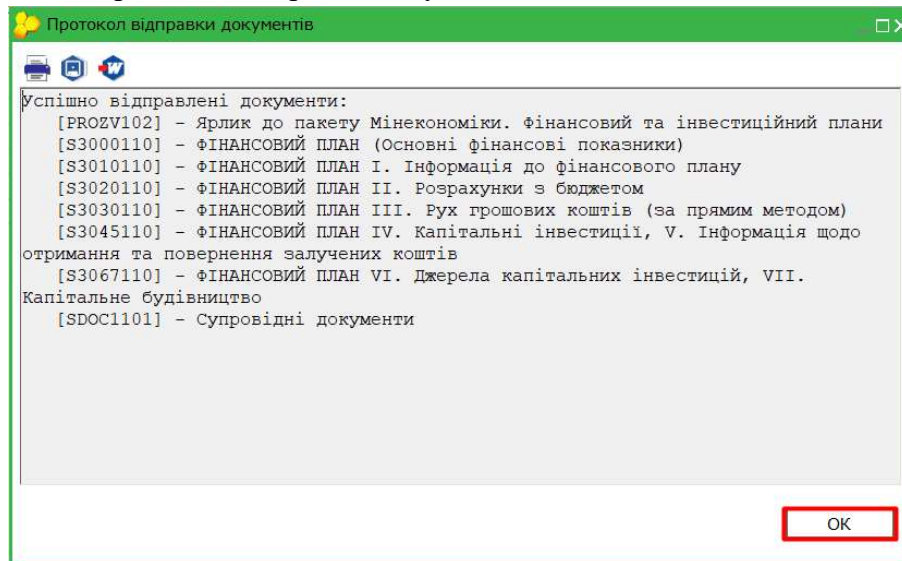 Протокол відправки документів
Успішно відправлені документи:
[PROZV102] - Ярлик до пакету Мінекономіки. Фінансовий та інвестиційний плани
[S3000110] - ФІНАНСОВИЙ ПЛАН (Основні фінансові показники)
[S3010110] - ФІНАНСОВИЙ ПЛАН I. Інформація до фінансового плану
[S3020110] - ФІНАНСОВИЙ ПЛАН II. Розрахунки з бюджетом
[S3030110] - ФІНАНСОВИЙ ПЛАН III. Рух грошових коштів (за прямим методом)
[S3045110] - ФІНАНСОВИЙ ПЛАН IV. Капітальні інвестиції, V. Інформація щодо
отримання та повернення залучених коштів
[S3067110] - ФІНАНСОВИЙ ПЛАН VI. Джерела капітальних інвестицій, VII.
Капітальне будівництво
[SDOC1101] - Супровідні документи
OK